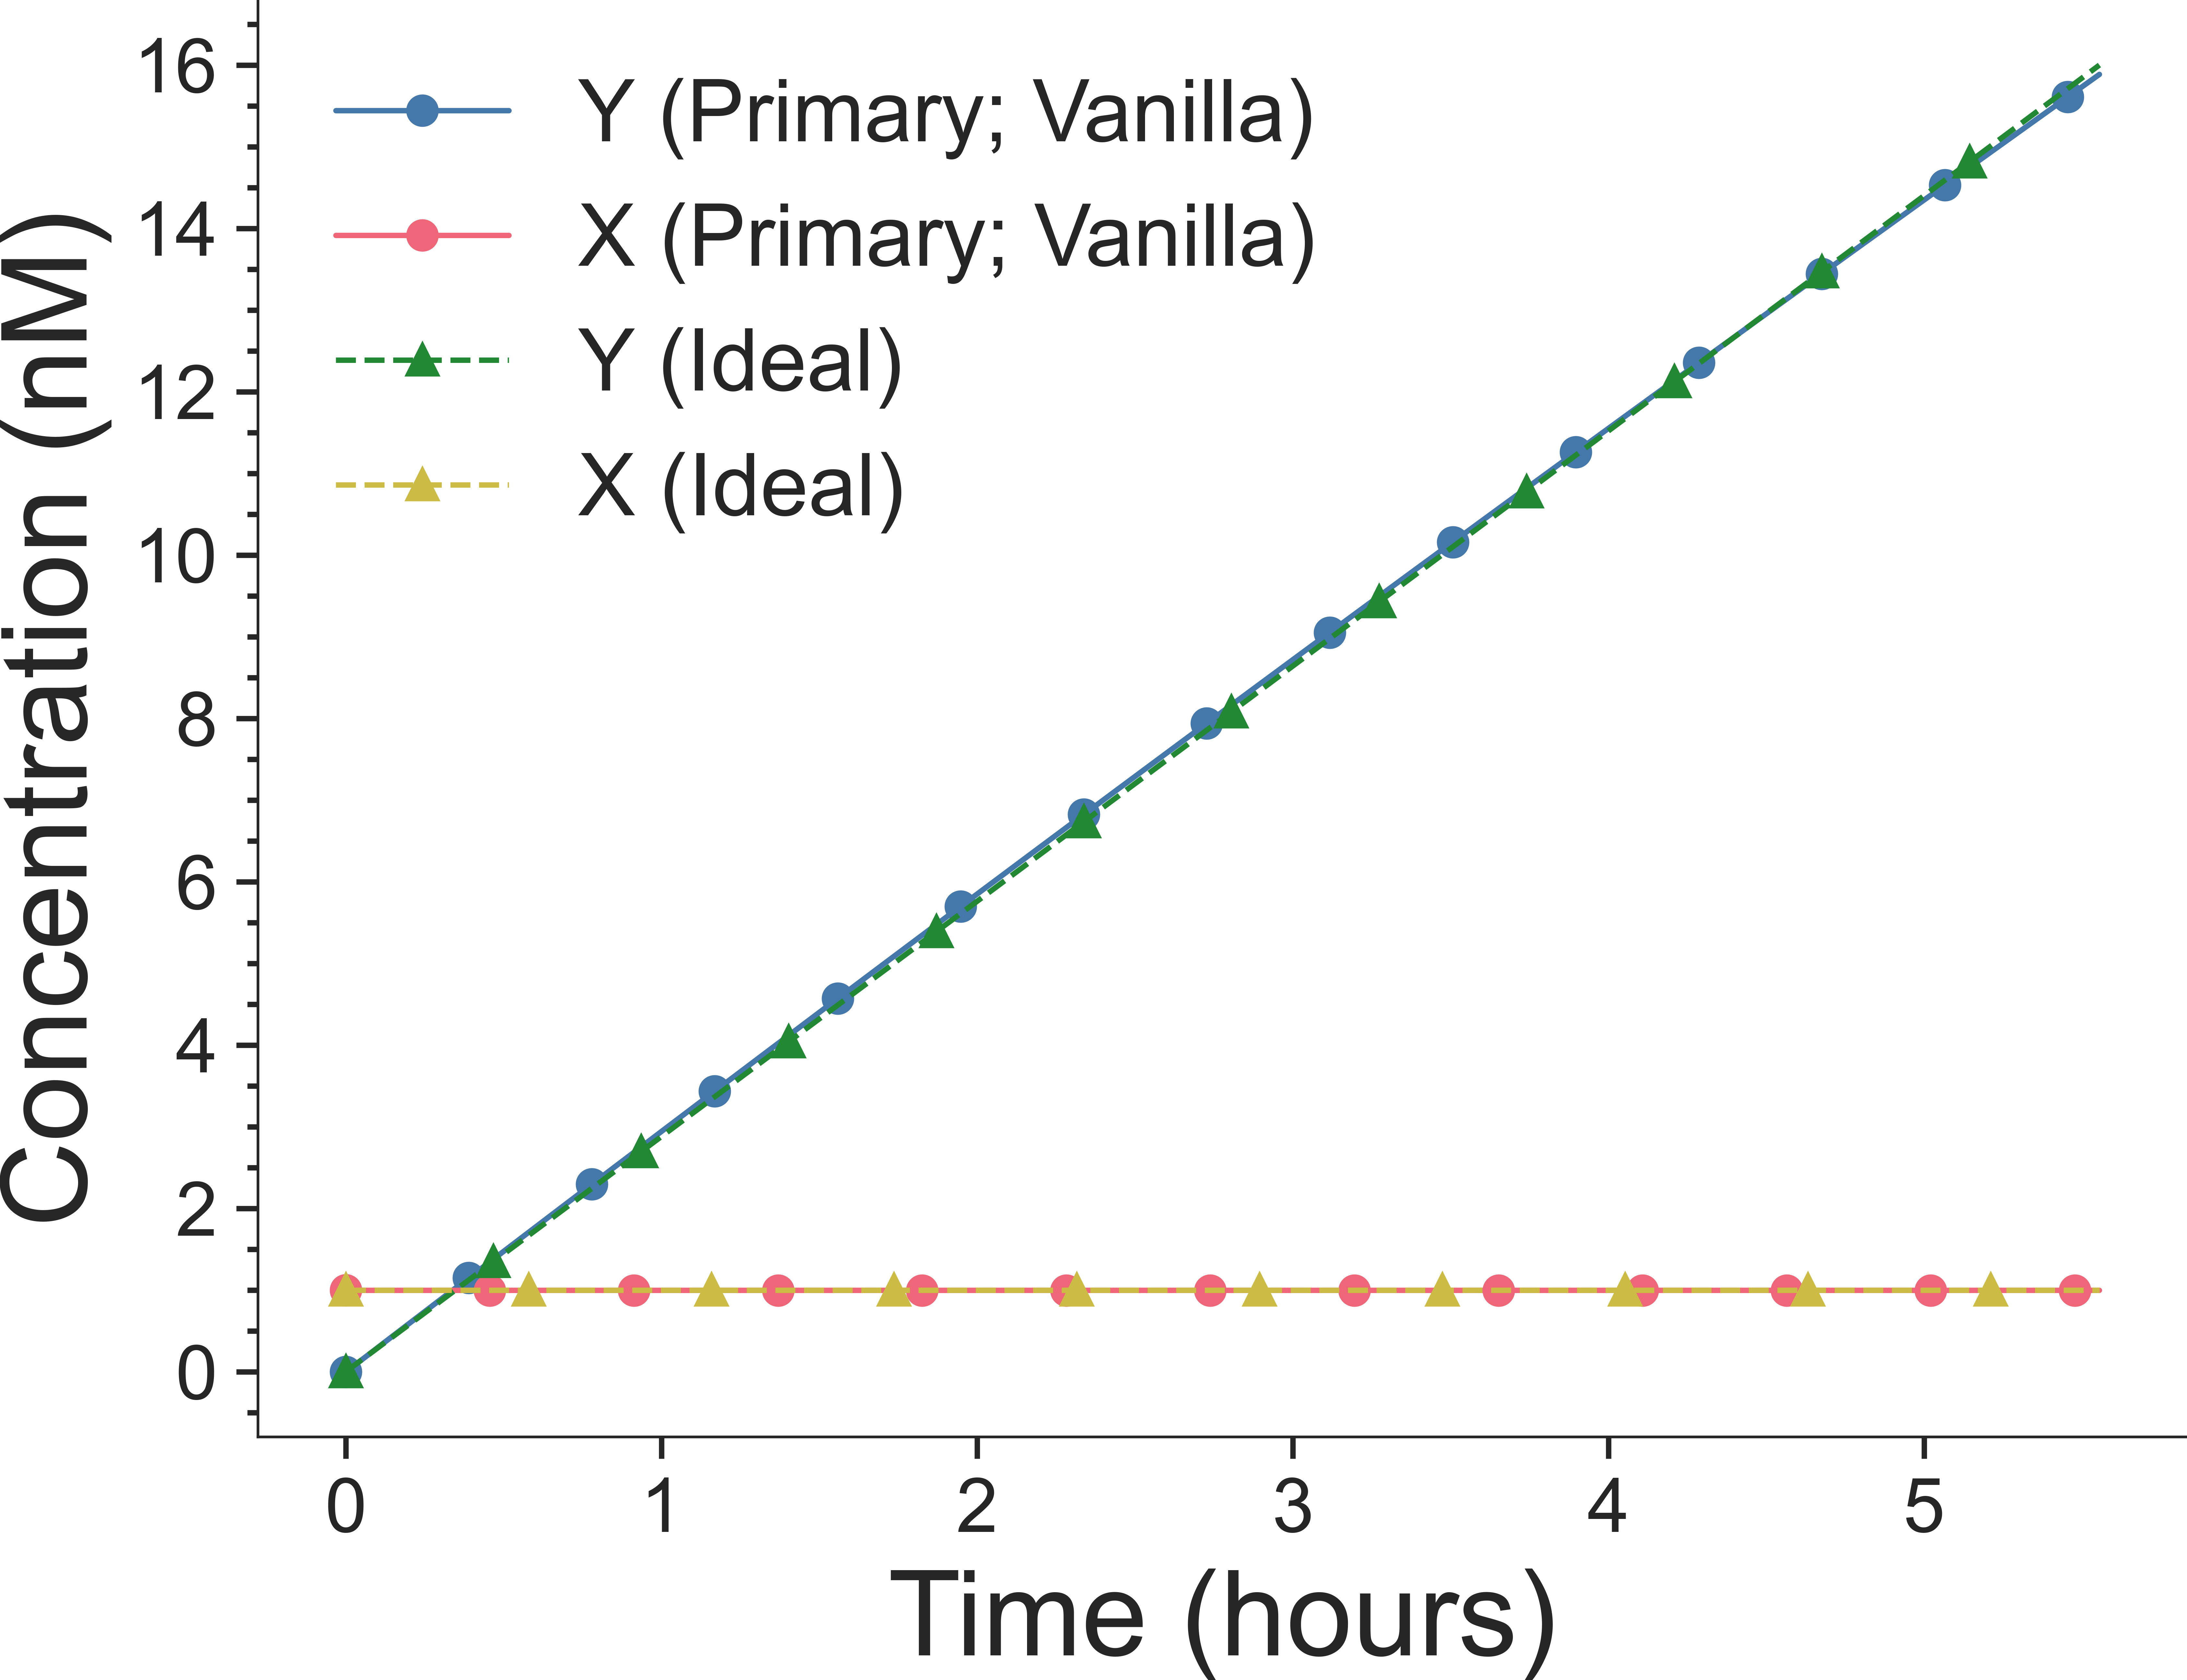 Concentration (nM)
16
14
12
10
8
6
4
2
0
Y (Primary; Vanilla)
X (Primary; Vanilla)
Y (Ideal)
X (Ideal)
0 1 2 3 4 5
Time (hours)